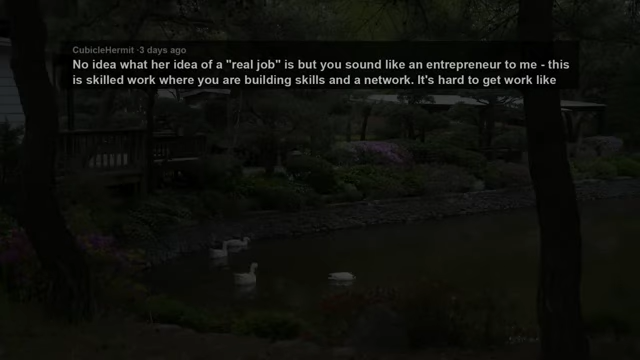 CubicleHermit ·3 days ago
No idea what her idea of a "real job" is but you sound like an entrepreneur to me - this
is skilled work where you are building skills and a network. It's hard to get work like